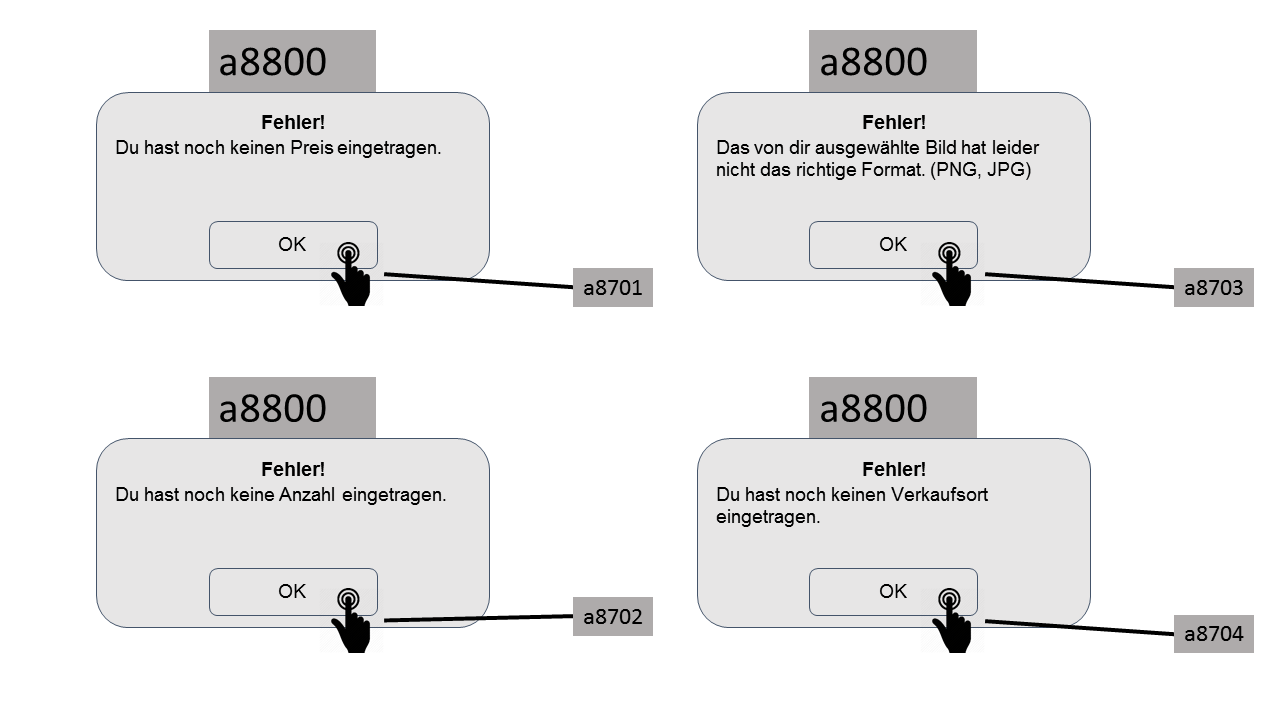 a8800
Fehler!
Du hast noch keinen Preis eingetragen.
OK
a8701
a8800
Fehler!
Das von dir ausgewählte Bild hat leider
nicht das richtige Format. (PNG, JPG)
OK
a8703
a8800
Fehler!
Du hast noch keine Anzahl eingetragen.
OK
a8702
a8800
Fehler!
Du hast noch keinen Verkaufsort
eingetragen.
OK
a8704